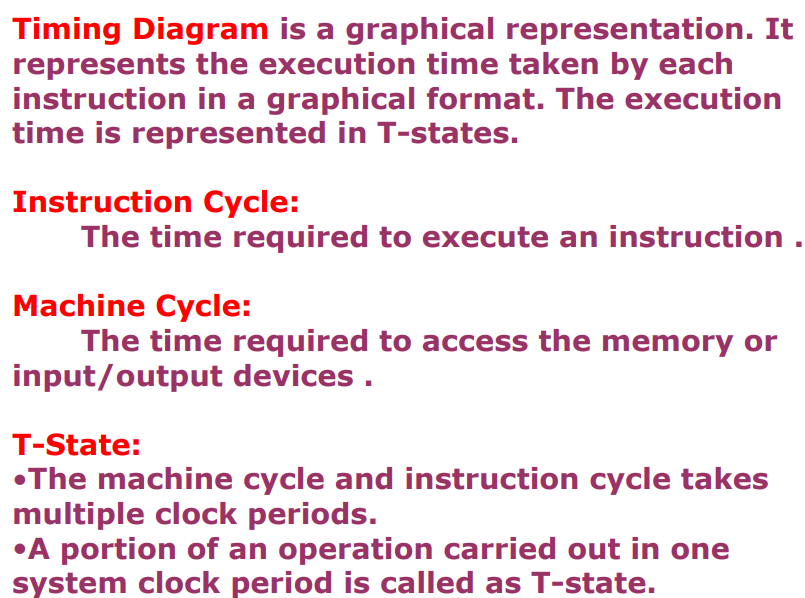 Timing Diagram is a graphical representation. It
represents the execution time taken by each
instruction in a graphical format. The execution
time is represented in T-states.
Instruction Cycle:
The time required to execute an instruction .
Machine Cycle:
The time required to access the memory or
input/output devices .
T-State:
•The machine cycle and instruction cycle takes
multiple clock periods.
•A portion of an operation carried out in one
system clock period is called as T-state.